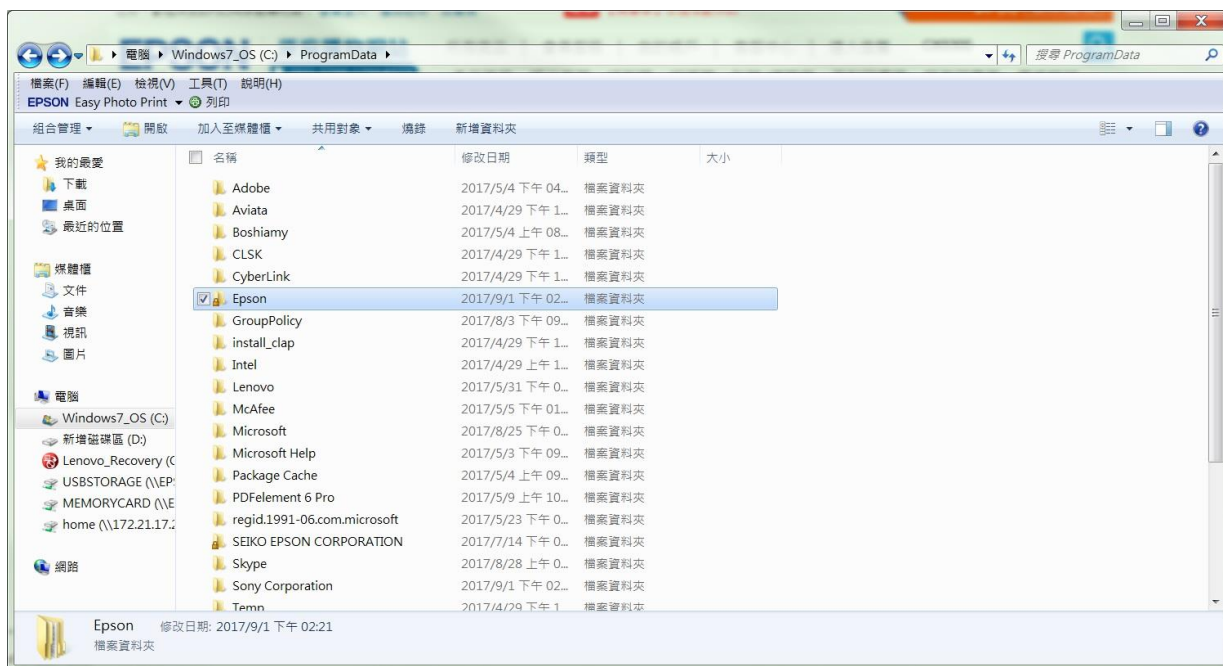 電腦 ▸ Windows7_OS (C:) ▸ ProgramData ▸ 搜尋 ProgramData
檔案(F) 編輯(E) 檢視(V) 工具(T) 說明(H)
EPSON Easy Photo Print 列印
組合管理 開啟 加入至媒體櫃 共用對象 燒錄 新增資料夾
我的最愛
下載
桌面
最近的位置
媒體櫃
文件
音樂
視訊
圖片
電腦
Windows7_OS (C:)
新增磁碟區 (D:)
Lenovo_Recovery (
USBSTORAGE (\\EP
MEMORYCARD (\\E
home (\\172.21.17.
網路
名稱 修改日期 類型 大小
Adobe 2017/5/4 下午 04... 檔案資料夾
Aviata 2017/4/29 下午 1... 檔案資料夾
Boshiamy 2017/5/4 上午 08... 檔案資料夾
CLSK 2017/4/29 下午 1... 檔案資料夾
CyberLink 2017/4/29 下午 1... 檔案資料夾
Epson 2017/9/1 下午 02... 檔案資料夾
GroupPolicy 2017/8/3 下午 09... 檔案資料夾
install_clap 2017/4/29 下午 1... 檔案資料夾
Intel 2017/4/29 上午 1... 檔案資料夾
Lenovo 2017/5/31 下午 0... 檔案資料夾
McAfee 2017/5/5 下午 01... 檔案資料夾
Microsoft 2017/8/25 下午 0... 檔案資料夾
Microsoft Help 2017/5/3 下午 09... 檔案資料夾
Package Cache 2017/5/4 上午 09... 檔案資料夾
PDFelement 6 Pro 2017/5/9 上午 10... 檔案資料夾
regid.1991-06.com.microsoft 2017/5/23 下午 0... 檔案資料夾
SEIKO EPSON CORPORATION 2017/7/14 下午 0... 檔案資料夾
Skype 2017/8/28 上午 0... 檔案資料夾
Sony Corporation 2017/9/1 下午 02... 檔案資料夾
Temp 2017/4/29 下午 1 檔案資料夾
Epson 修改日期: 2017/9/1 下午 02:21
檔案資料夾